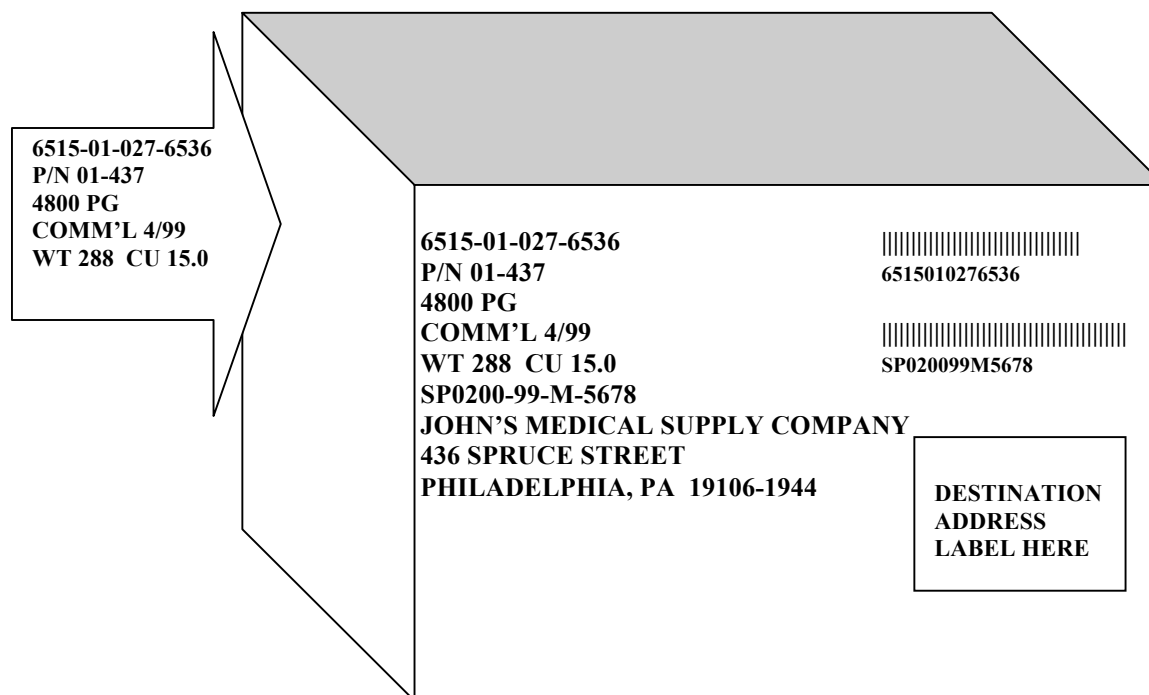 6515-01-027-6536
P/N 01-437
4800 PG
COMM'L 4/99
WT 288  CU 15.0
6515-01-027-6536
P/N 01-437
4800 PG
COMM'L 4/99
WT 288  CU 15.0
SP0200-99-M-5678
JOHN'S MEDICAL SUPPLY COMPANY
436 SPRUCE STREET
PHILADELPHIA, PA  19106-1944
6515010276536
SP020099M5678
DESTINATION
ADDRESS
LABEL HERE